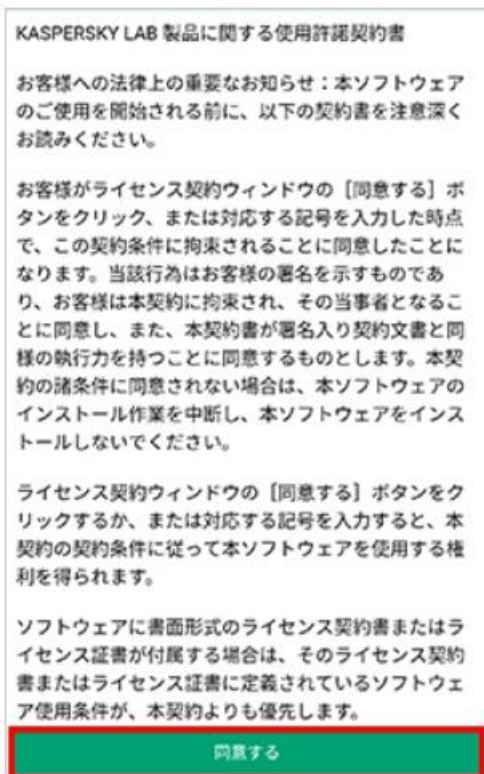 KASPERSKY LAB 製品に関する使用許諾契約書
お客様への法律上の重要なお知らせ：本ソフトウェア
のご使用を開始される前に、以下の契約書を注意深く
お読みください。
お客様がライセンス契約ウィンドウの［同意する］ボ
タンをクリック、または対応する記号を入力した時点
で、この契約条件に拘束されることに同意したことに
なります。当該行為はお客様の署名を示すものであ
り、お客様は本契約に拘束され、その当事者となるこ
とに同意し、また、本契約書が署名入り契約文書と同
様の執行力を持つことに同意するものとします。本契
約の諸条件に同意されない場合は、本ソフトウェアの
インストール作業を中断し、本ソフトウェアをインス
トールしないでください。
ライセンス契約ウィンドウの［同意する］ボタンをク
リックするか、または対応する記号を入力すると、本
契約の契約条件に従って本ソフトウェアを使用する権
利を得られます。
ソフトウェアに書面形式のライセンス契約書またはラ
イセンス証書が付属する場合は、そのライセンス契約
書またはライセンス証書に定義されているソフトウェ
ア使用条件が、本契約よりも優先します。
同意する